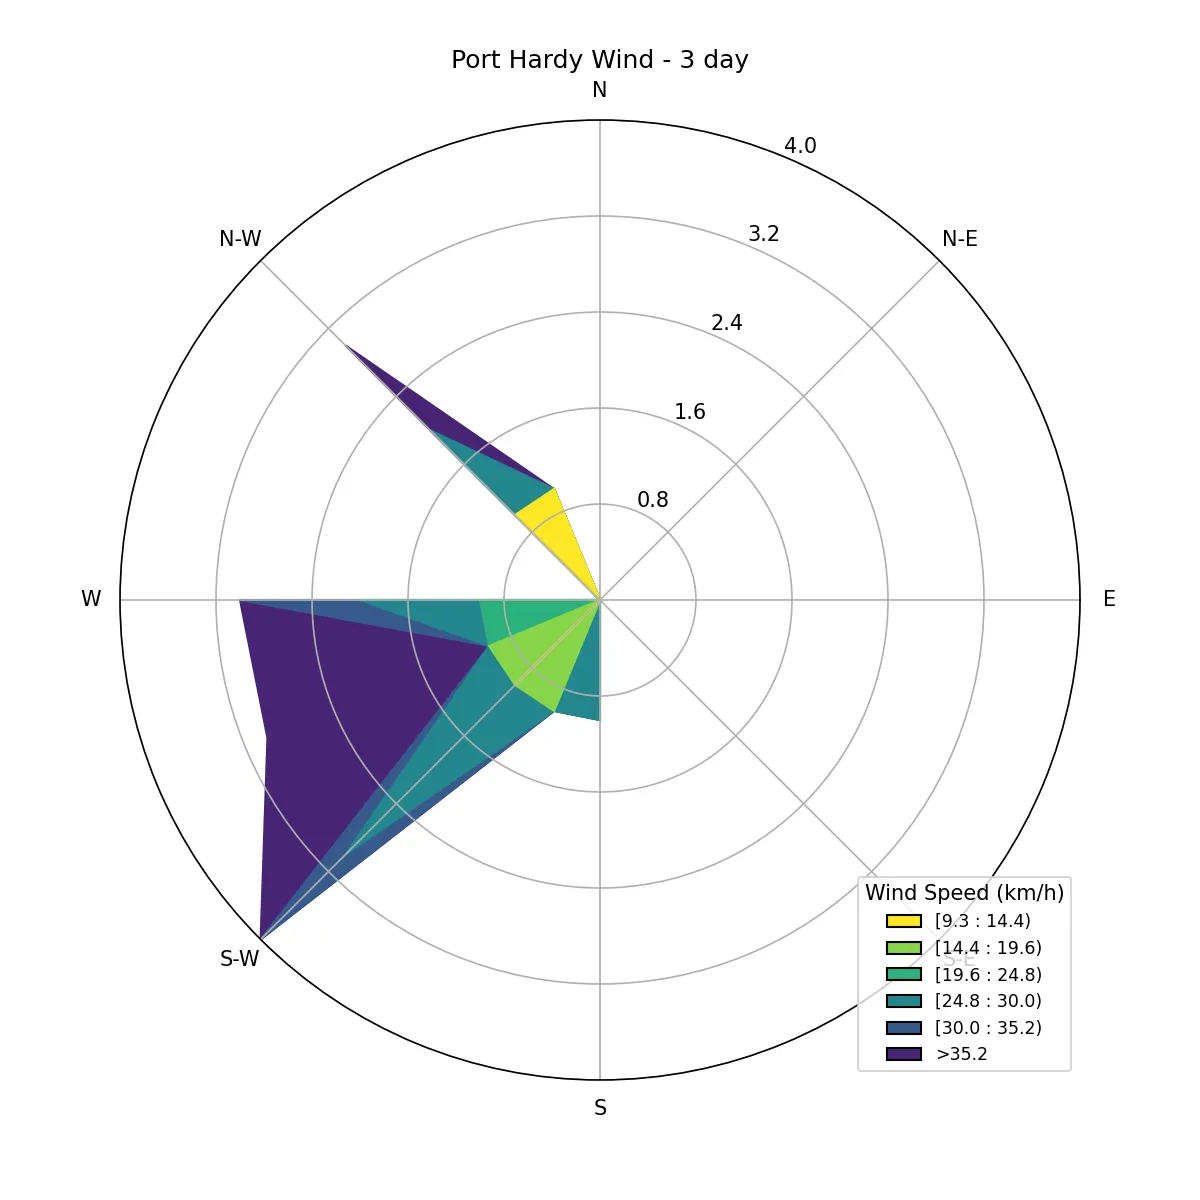 Port Hardy Wind - 3 day
N
4.0
N-W
N-E
3.2
2.4
1.6
0.8
W
E
S-W
S-E
S
Wind Speed (km/h)
[9.3 : 14.4)
[14.4 : 19.6)
[19.6 : 24.8)
[24.8 : 30.0)
[30.0 : 35.2)
>35.2